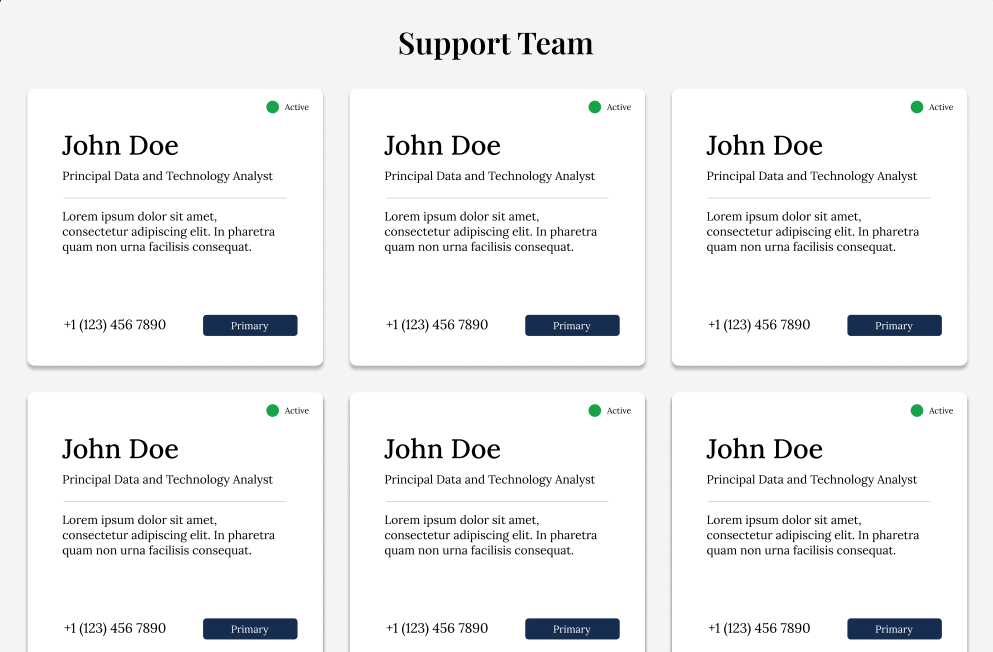 Support Team
Active
John Doe
Principal Data and Technology Analyst
Lorem ipsum dolor sit amet,
consectetur adipiscing elit. In pharetra
quam non urna facilisis consequat.
+1 (123) 456 7890
Primary
Active
John Doe
Principal Data and Technology Analyst
Lorem ipsum dolor sit amet,
consectetur adipiscing elit. In pharetra
quam non urna facilisis consequat.
+1 (123) 456 7890
Primary
Active
John Doe
Principal Data and Technology Analyst
Lorem ipsum dolor sit amet,
consectetur adipiscing elit. In pharetra
quam non urna facilisis consequat.
+1 (123) 456 7890
Primary
Active
John Doe
Principal Data and Technology Analyst
Lorem ipsum dolor sit amet,
consectetur adipiscing elit. In pharetra
quam non urna facilisis consequat.
+1 (123) 456 7890
Primary
Active
John Doe
Principal Data and Technology Analyst
Lorem ipsum dolor sit amet,
consectetur adipiscing elit. In pharetra
quam non urna facilisis consequat.
+1 (123) 456 7890
Primary
Active
John Doe
Principal Data and Technology Analyst
Lorem ipsum dolor sit amet,
consectetur adipiscing elit. In pharetra
quam non urna facilisis consequat.
+1 (123) 456 7890
Primary